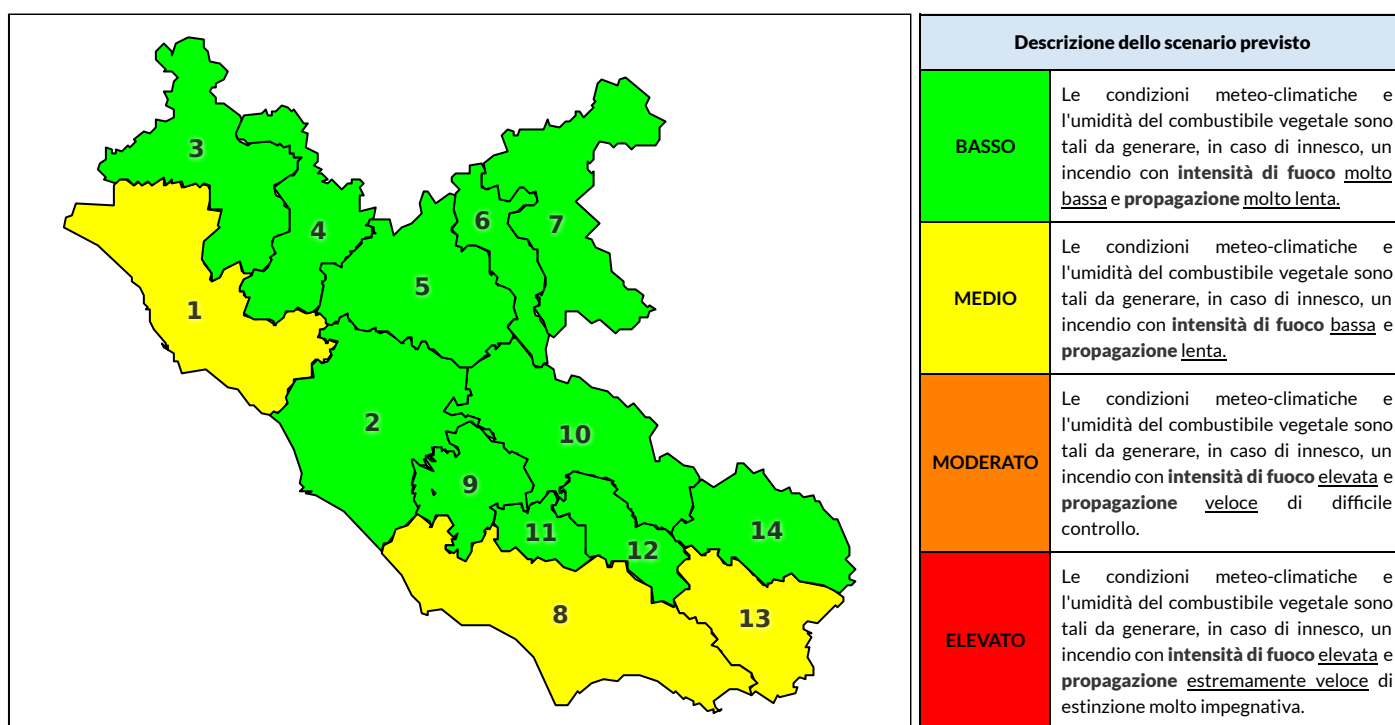 3
4
6
7
5
1
2
10
9
11
12
14
8
13
Descrizione dello scenario previsto
BASSO
Le condizioni meteo-climatiche e
l'umidità del combustibile vegetale sono
tali da generare, in caso di innesco, un
incendio con intensità di fuoco molto
bassa e propagazione molto lenta.
MEDIO
Le condizioni meteo-climatiche e
l'umidità del combustibile vegetale sono
tali da generare, in caso di innesco, un
incendio con intensità di fuoco bassa e
propagazione lenta.
MODERATO
Le condizioni meteo-climatiche e
l'umidità del combustibile vegetale sono
tali da generare, in caso di innesco, un
incendio con intensità di fuoco elevata e
propagazione veloce di difficile
controllo.
ELEVATO
Le condizioni meteo-climatiche e
l'umidità del combustibile vegetale sono
tali da generare, in caso di innesco, un
incendio con intensità di fuoco elevata e
propagazione estremamente veloce di
estinzione molto impegnativa.